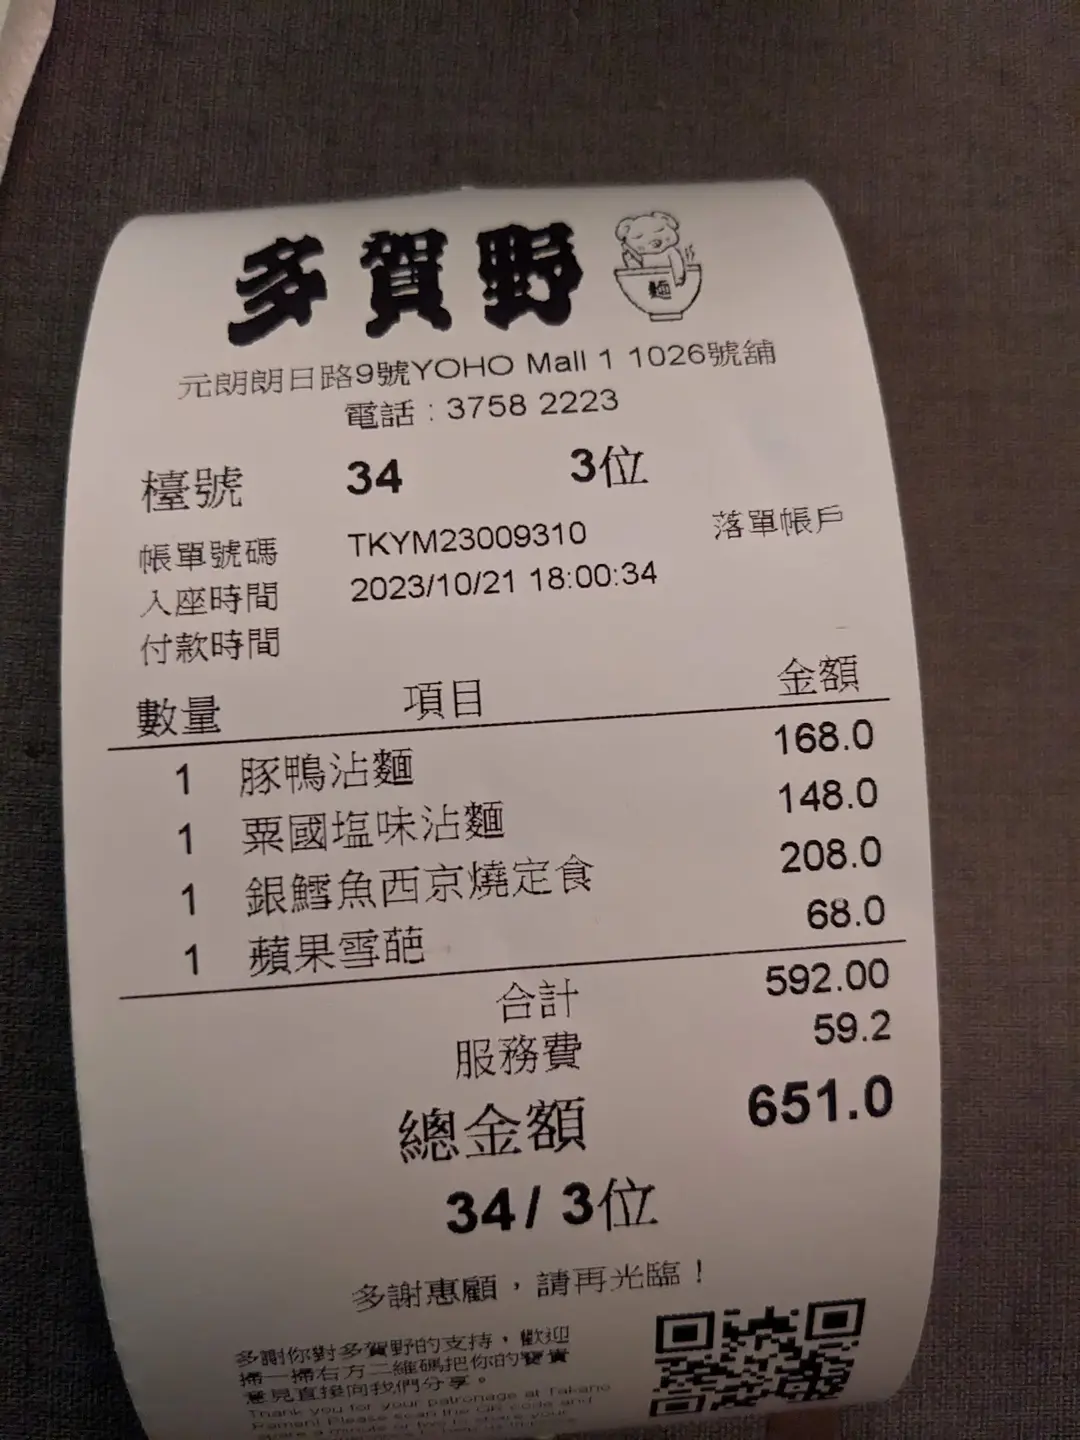 多賀野
麵
元朗朗日路9號YOHO Mall 1 1026號舖
電話 : 3758 2223
檯號 34 3位
帳單號碼 TKYM23009310 落單帳戶
入座時間 2023/10/21 18:00:34
付款時間
數量 項目 金額
1 豚鴨沾麵 168.0
1 粟國塩味沾麵 148.0
1 銀鱈魚西京燒定食 208.0
1 蘋果雪葩 68.0
合計 592.00
服務費 59.2
總金額 651.0
34/ 3位
多謝惠顧，請再光臨！
多謝你對多賀野的支持，歡迎
掃一掃右方二維碼把你的寶貴
意見直接向我們分享。
Thank you for your patronage at Takano
Ramen! Please scan the QR code and